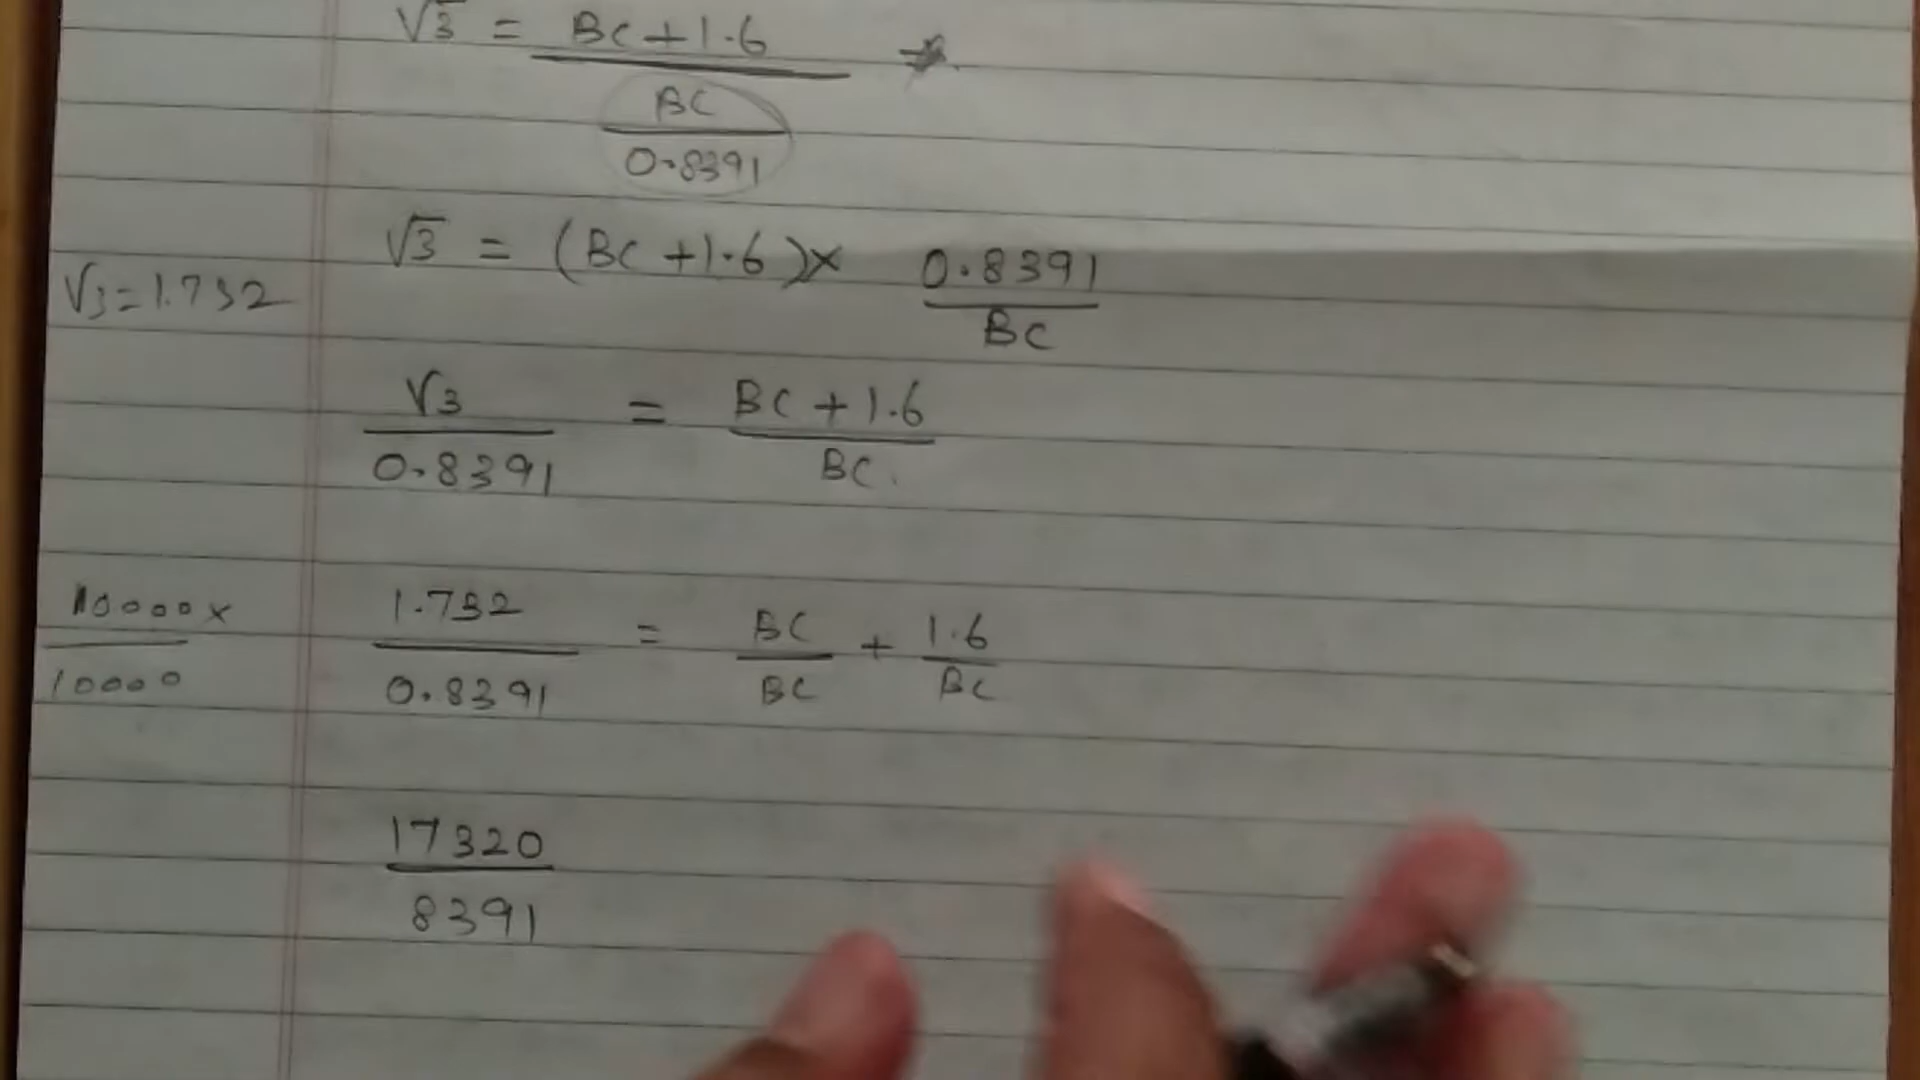 √3 = BC+1.6
BC
0.8391
√3 = (BC+1.6)× 0.8391
BC
√3=1.732
√3 = BC+1.6
0.8391 BC
10000× 1.732 = BC + 1.6
10000 0.8391 BC BC
17320
8391